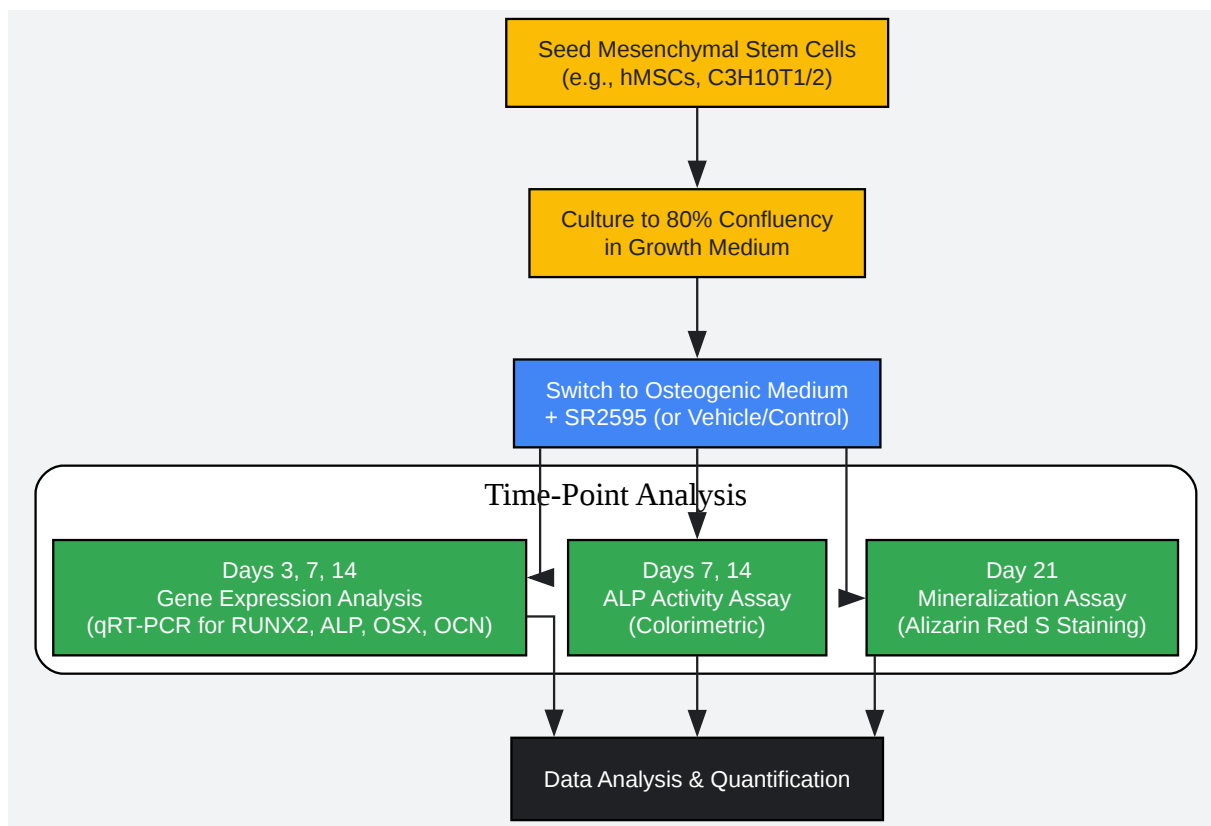 Seed Mesenchymal Stem Cells
(e.g., hMSCs, C3H10T1/2)
Culture to 80% Confluency
in Growth Medium
Switch to Osteogenic Medium
+ SR2595 (or Vehicle/Control)
Time-Point Analysis
Days 3, 7, 14
Gene Expression Analysis
(qRT-PCR for RUNX2, ALP, OSX, OCN)
Days 7, 14
ALP Activity Assay
(Colorimetric)
Day 21
Mineralization Assay
(Alizarin Red S Staining)
Data Analysis & Quantification